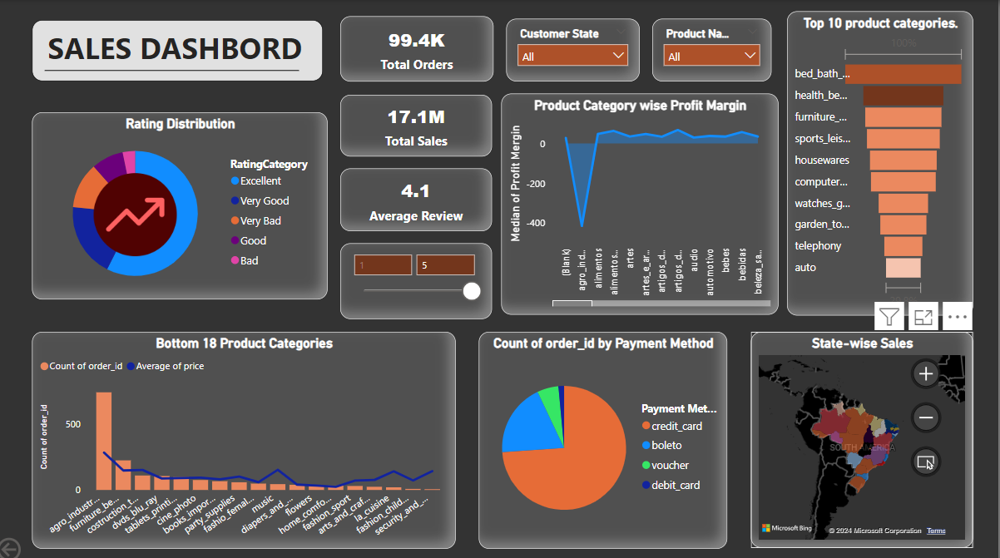 SALES DASHBORD
99.4K
Total Orders
Customer State
All
Product Na...
All
Top 10 product categories.
100%
bed_bath_...
health_be...
furniture_...
sports_leis...
housewares
computer...
watches_g...
garden_to...
telephony
auto
Rating Distribution
RatingCategory
Excellent
Very Good
Very Bad
Good
Bad
17.1M
Total Sales
4.1
Average Review
1
5
Product Category wise Profit Margin
Median of Profit Mergin
0
-200
-400
(Blank)
agro_ind...
alimentos
alimentos...
artes
artes_e_ar...
artigos_d...
artigos_d...
audio
automotivo
bebes
bebidas
beleza_sa...
Bottom 18 Product Categories
Count of order_id
Average of price
Count of order_id
500
0
agro_industr...
furniture_be...
costruction_t...
dvds_blu_ray
tablets_printi...
cine_photo
books_impor...
party_supplies
fashio_femal...
music
diapers_and_...
flowers
home_comfo...
fashion_sport
arts_and_craf...
la_cuisine
fashion_child...
security_and_...
Count of order_id by Payment Method
Payment Met...
credit_card
boleto
voucher
debit_card
State-wise Sales
SOUTH AMERICA
Microsoft Bing
© 2024 Microsoft Corporation
Terms